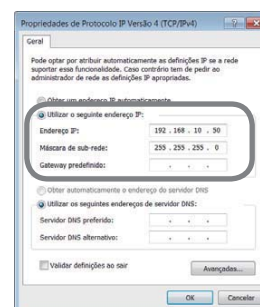 Propriedades de Protocolo IP Versão 4 (TCP/IPv4)
Geral
Pode optar por atribuir automaticamente as definições IP se a rede
suportar essa funcionalidade. Caso contrário tem de pedir ao
administrador de rede as definições IP apropriadas.
Obter um endereço IP automaticamente
Utilizar o seguinte endereço IP:
Endereço IP: 192 . 168 . 10 . 50
Máscara de sub-rede: 255 . 255 . 255 . 0
Gateway predefinido: . . .
Obter automaticamente o endereço do servidor DNS
Utilizar os seguintes endereços de servidor DNS:
Servidor DNS preferido: . . .
Servidor DNS alternativo: . . .
Validar definições ao sair
Avançadas...
OK Cancelar